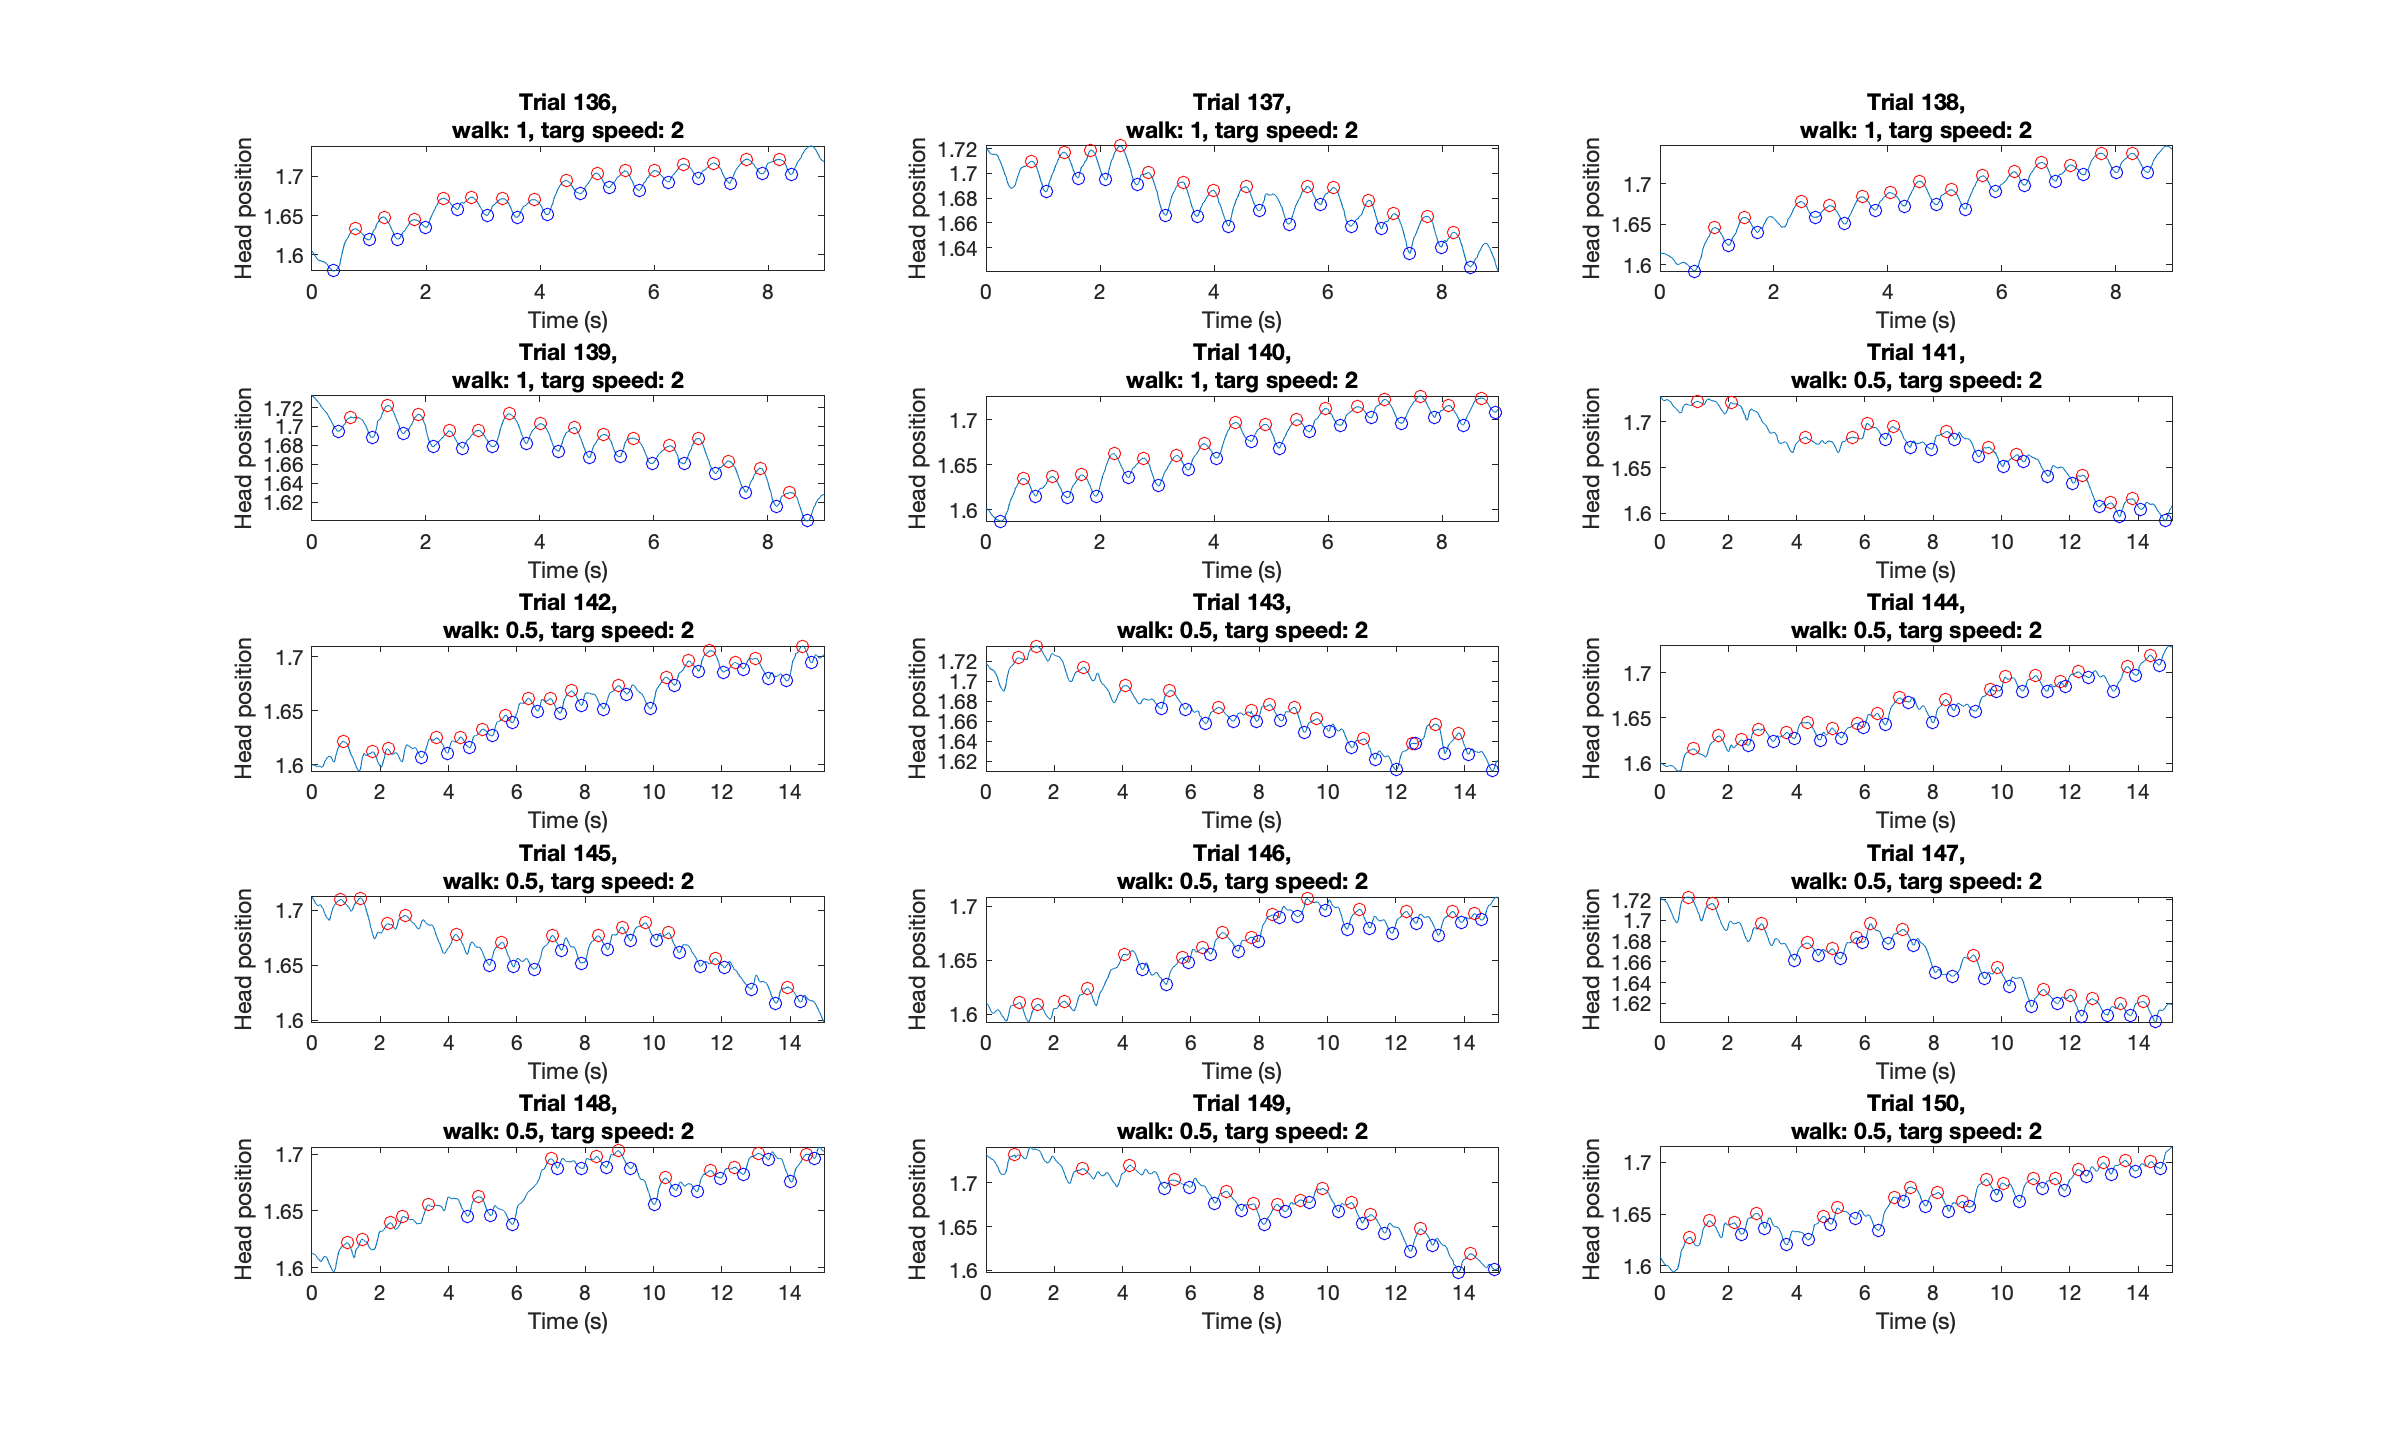 Trial 136,
walk: 1, targ speed: 2
Head position
1.7
1.65
1.6
0 2 4 6 8
Time (s)
Trial 137,
walk: 1, targ speed: 2
Head position
1.72
1.7
1.68
1.66
1.64
0 2 4 6 8
Time (s)
Trial 138,
walk: 1, targ speed: 2
Head position
1.7
1.65
1.6
0 2 4 6 8
Time (s)
Trial 139,
walk: 1, targ speed: 2
Head position
1.72
1.7
1.68
1.66
1.64
1.62
0 2 4 6 8
Time (s)
Trial 140,
walk: 1, targ speed: 2
Head position
1.7
1.65
1.6
0 2 4 6 8
Time (s)
Trial 141,
walk: 0.5, targ speed: 2
Head position
1.7
1.65
1.6
0 2 4 6 8 10 12 14
Time (s)
Trial 142,
walk: 0.5, targ speed: 2
Head position
1.7
1.65
1.6
0 2 4 6 8 10 12 14
Time (s)
Trial 143,
walk: 0.5, targ speed: 2
Head position
1.72
1.7
1.68
1.66
1.64
1.62
0 2 4 6 8 10 12 14
Time (s)
Trial 144,
walk: 0.5, targ speed: 2
Head position
1.7
1.65
1.6
0 2 4 6 8 10 12 14
Time (s)
Trial 145,
walk: 0.5, targ speed: 2
Head position
1.7
1.65
1.6
0 2 4 6 8 10 12 14
Time (s)
Trial 146,
walk: 0.5, targ speed: 2
Head position
1.7
1.65
1.6
0 2 4 6 8 10 12 14
Time (s)
Trial 147,
walk: 0.5, targ speed: 2
Head position
1.72
1.7
1.68
1.66
1.64
1.62
0 2 4 6 8 10 12 14
Time (s)
Trial 148,
walk: 0.5, targ speed: 2
Head position
1.7
1.65
1.6
0 2 4 6 8 10 12 14
Time (s)
Trial 149,
walk: 0.5, targ speed: 2
Head position
1.7
1.65
1.6
0 2 4 6 8 10 12 14
Time (s)
Trial 150,
walk: 0.5, targ speed: 2
Head position
1.7
1.65
1.6
0 2 4 6 8 10 12 14
Time (s)